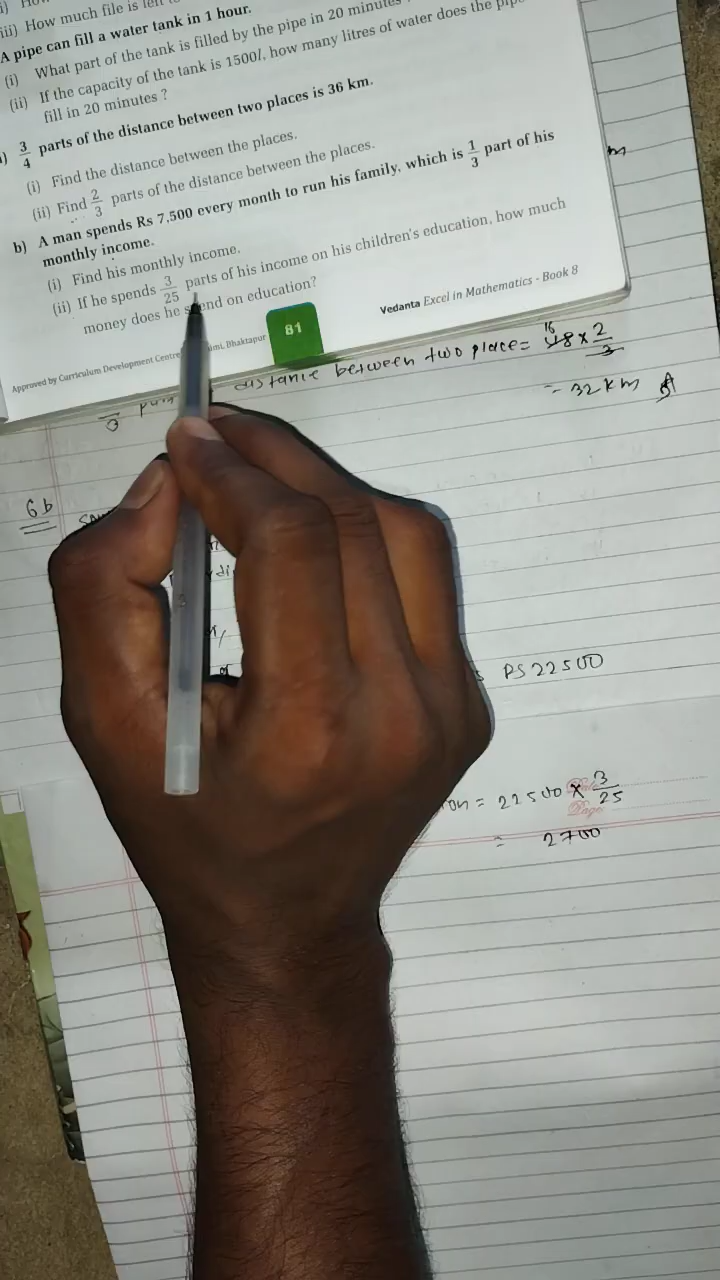 iii) How much file is left to
A pipe can fill a water tank in 1 hour.
(i) What part of the tank is filled by the pipe in 20 minutes
(ii) If the capacity of the tank is 1500l, how many litres of water does the pipe
fill in 20 minutes ?
) 3/4 parts of the distance between two places is 36 km.
(i) Find the distance between the places.
(ii) Find 2/3 parts of the distance between the places.
b) A man spends Rs 7,500 every month to run his family, which is 1/3 part of his
monthly income.
(i) Find his monthly income.
(ii) If he spends 3/25 parts of his income on his children's education, how much
money does he spend on education?
Approved by Curriculum Development Centre Bhaktapur 81 Vedanta Excel in Mathematics - Book 8
m
distance between two place = 48 × 2/3
16
= 32 km
6b
RS 22500
on = 22500 × 3/25
= 2700